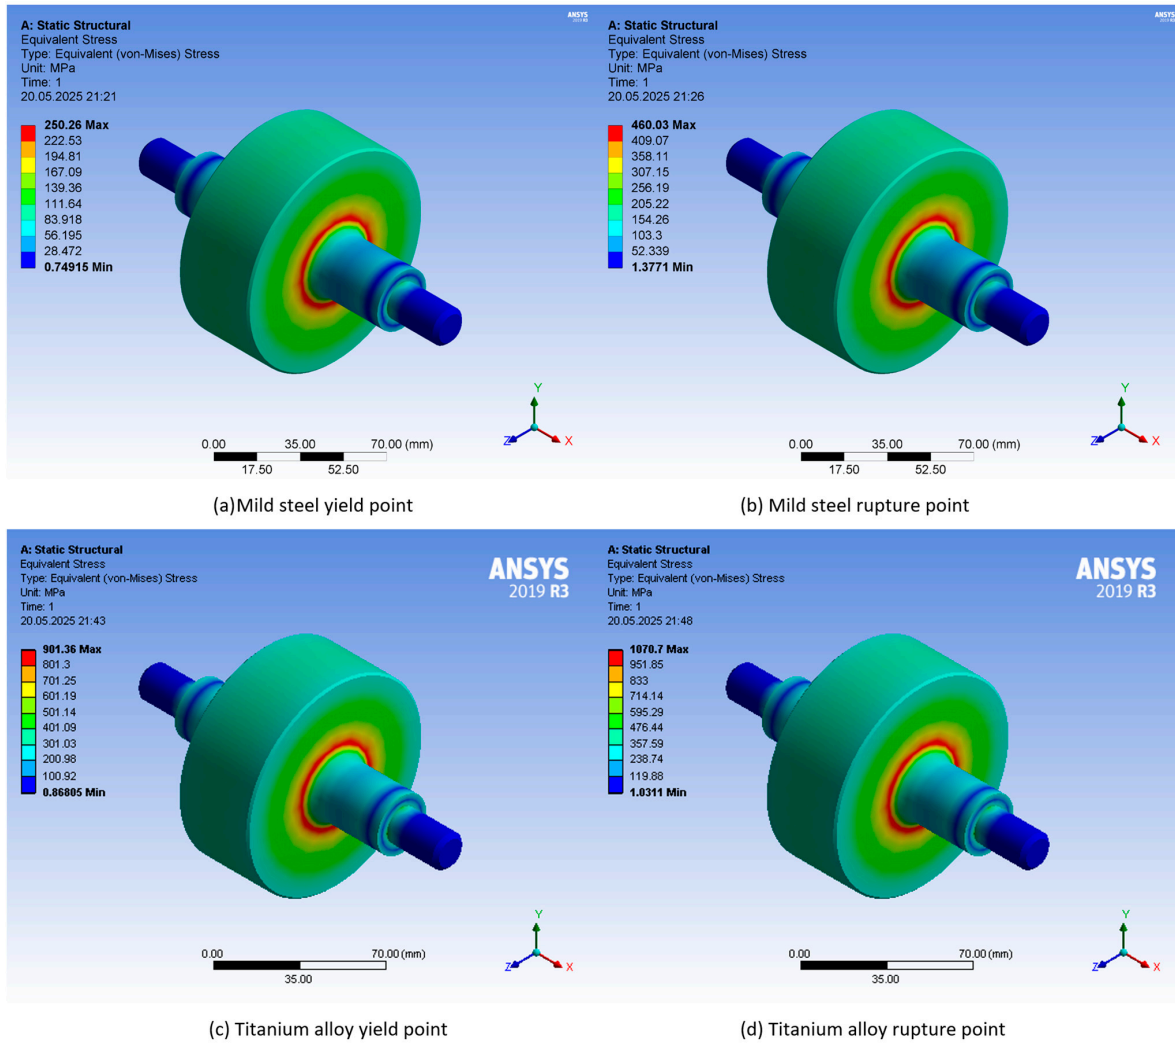 A: Static Structural
Equivalent Stress
Type: Equivalent (von-Mises) Stress
Unit: MPa
Time: 1
20.05.2025 21:21
ANSYS
2019 R3
250.26 Max
222.53
194.81
167.09
139.36
111.64
83.918
56.195
28.472
0.74915 Min
Y
Z
X
0.00 35.00 70.00 (mm)
17.50 52.50
(a)Mild steel yield point
A: Static Structural
Equivalent Stress
Type: Equivalent (von-Mises) Stress
Unit: MPa
Time: 1
20.05.2025 21:26
ANSYS
2019 R3
460.03 Max
409.07
358.11
307.15
256.19
205.22
154.26
103.3
52.339
1.3771 Min
Y
Z
X
0.00 35.00 70.00 (mm)
17.50 52.50
(b) Mild steel rupture point
A: Static Structural
Equivalent Stress
Type: Equivalent (von-Mises) Stress
Unit: MPa
Time: 1
20.05.2025 21:43
ANSYS
2019 R3
901.36 Max
801.3
701.25
601.19
501.14
401.09
301.03
200.98
100.92
0.86805 Min
Y
Z
X
0.00 70.00 (mm)
35.00
(c) Titanium alloy yield point
A: Static Structural
Equivalent Stress
Type: Equivalent (von-Mises) Stress
Unit: MPa
Time: 1
20.05.2025 21:48
ANSYS
2019 R3
1070.7 Max
951.85
833
714.14
595.29
476.44
357.59
238.74
119.88
1.0311 Min
Y
Z
X
0.00 70.00 (mm)
35.00
(d) Titanium alloy rupture point